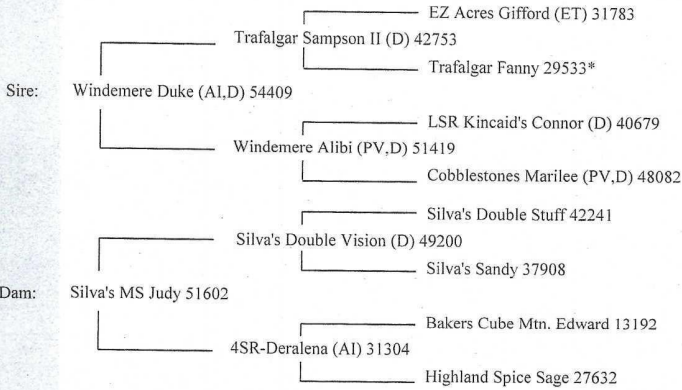 EZ Acres Gifford (ET) 31783
Trafalgar Sampson II (D) 42753
Trafalgar Fanny 29533*
Sire: Windemere Duke (AI,D) 54409
LSR Kincaid's Connor (D) 40679
Windemere Alibi (PV,D) 51419
Cobblestones Marilee (PV,D) 48082
Silva's Double Stuff 42241
Silva's Double Vision (D) 49200
Silva's Sandy 37908
Dam: Silva's MS Judy 51602
Bakers Cube Mtn. Edward 13192
4SR-Deralena (AI) 31304
Highland Spice Sage 27632